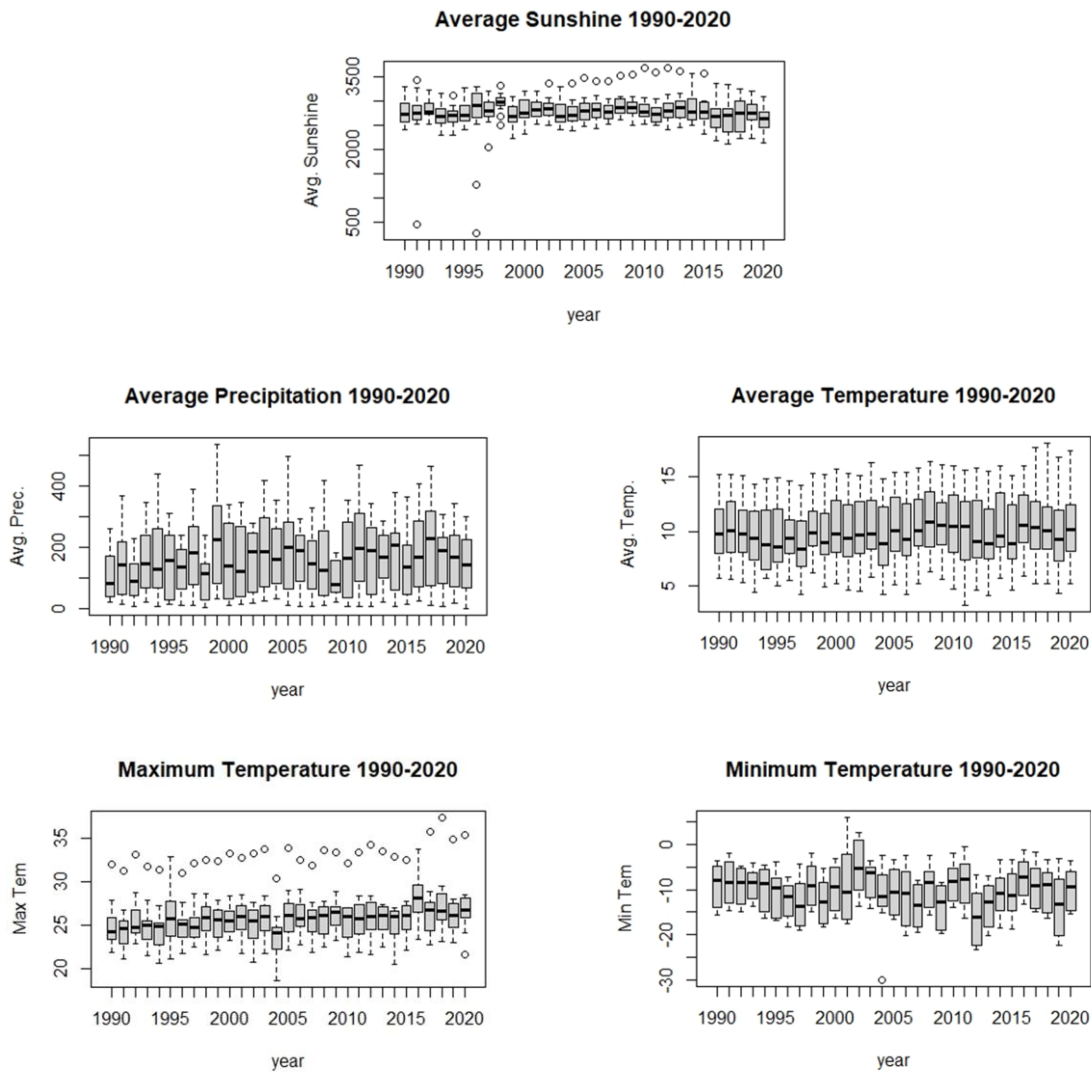 Average Sunshine 1990-2020
Avg. Sunshine
3500
2000
500
1990 1995 2000 2005 2010 2015 2020
year
Average Precipitation 1990-2020
Avg. Prec.
400
200
0
1990 1995 2000 2005 2010 2015 2020
year
Average Temperature 1990-2020
Avg. Temp.
15
10
5
1990 1995 2000 2005 2010 2015 2020
year
Maximum Temperature 1990-2020
Max Tem
35
30
25
20
1990 1995 2000 2005 2010 2015 2020
year
Minimum Temperature 1990-2020
Min Tem
0
-10
-20
-30
1990 1995 2000 2005 2010 2015 2020
year